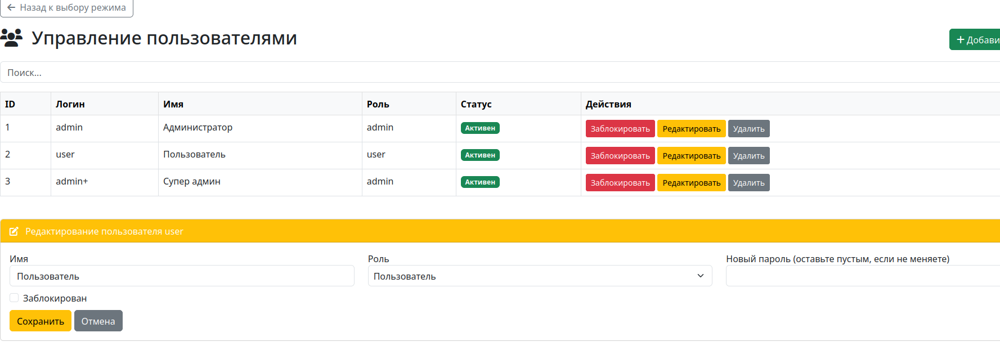 Назад к выбору режима
Управление пользователями
+ Добави
Поиск...
ID Логин Имя Роль Статус Действия
1 admin Администратор admin Активен Заблокировать Редактировать Удалить
2 user Пользователь user Активен Заблокировать Редактировать Удалить
3 admin+ Супер админ admin Активен Заблокировать Редактировать Удалить
Редактирование пользователя user
Имя Роль Новый пароль (оставьте пустым, если не меняете)
Пользователь Пользователь
Заблокирован
Сохранить Отмена